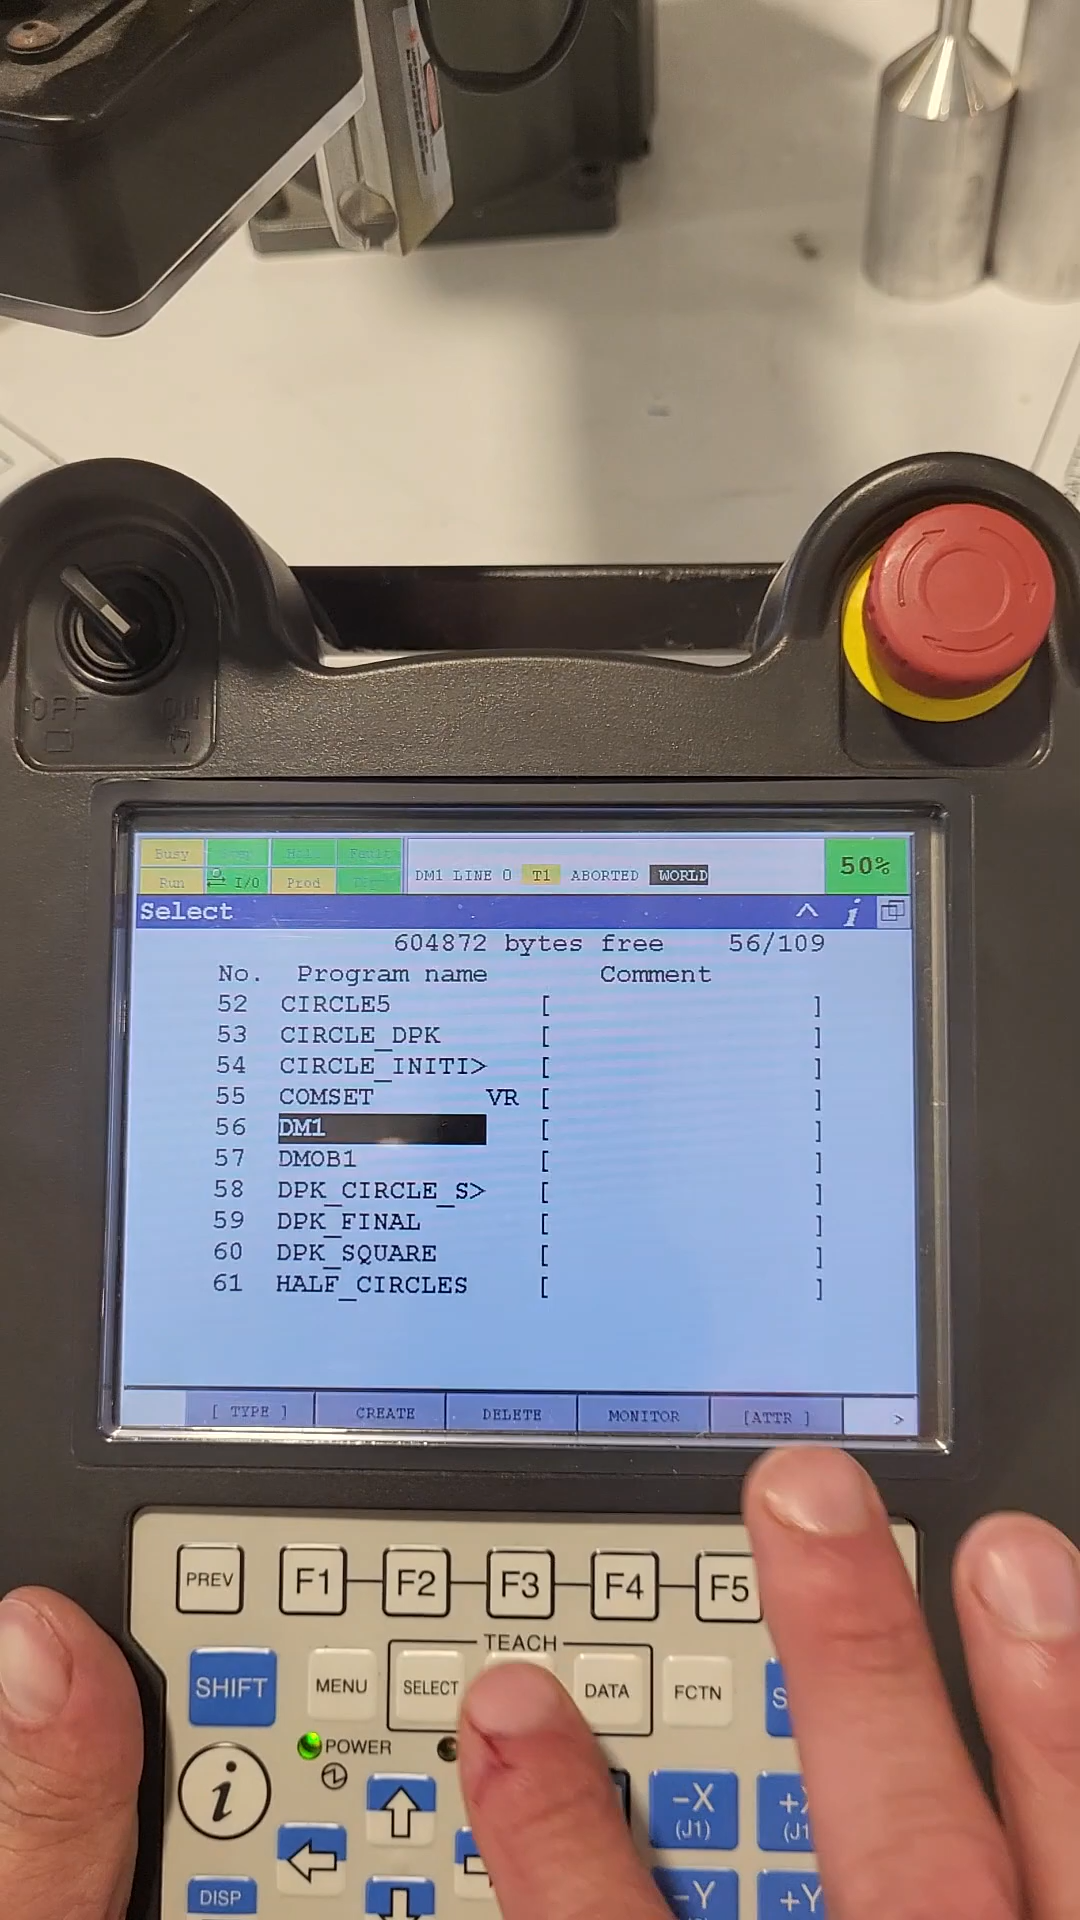 OFF ON
Busy
Run I/O Prod
DM1 LINE 0 T1 ABORTED WORLD
50%
Select
604872 bytes free 56/109
No. Program name Comment
52 CIRCLE5 [ ]
53 CIRCLE_DPK [ ]
54 CIRCLE_INITI> [ ]
55 COMSET VR [ ]
56 DM1 [ ]
57 DMOB1 [ ]
58 DPK_CIRCLE_S> [ ]
59 DPK_FINAL [ ]
60 DPK_SQUARE [ ]
61 HALF_CIRCLES [ ]
[ TYPE ] CREATE DELETE MONITOR [ATTR ] >
PREV F1 F2 F3 F4 F5
TEACH
SHIFT MENU SELECT DATA FCTN
POWER
i
-X
(J1)
DISP
-Y +Y